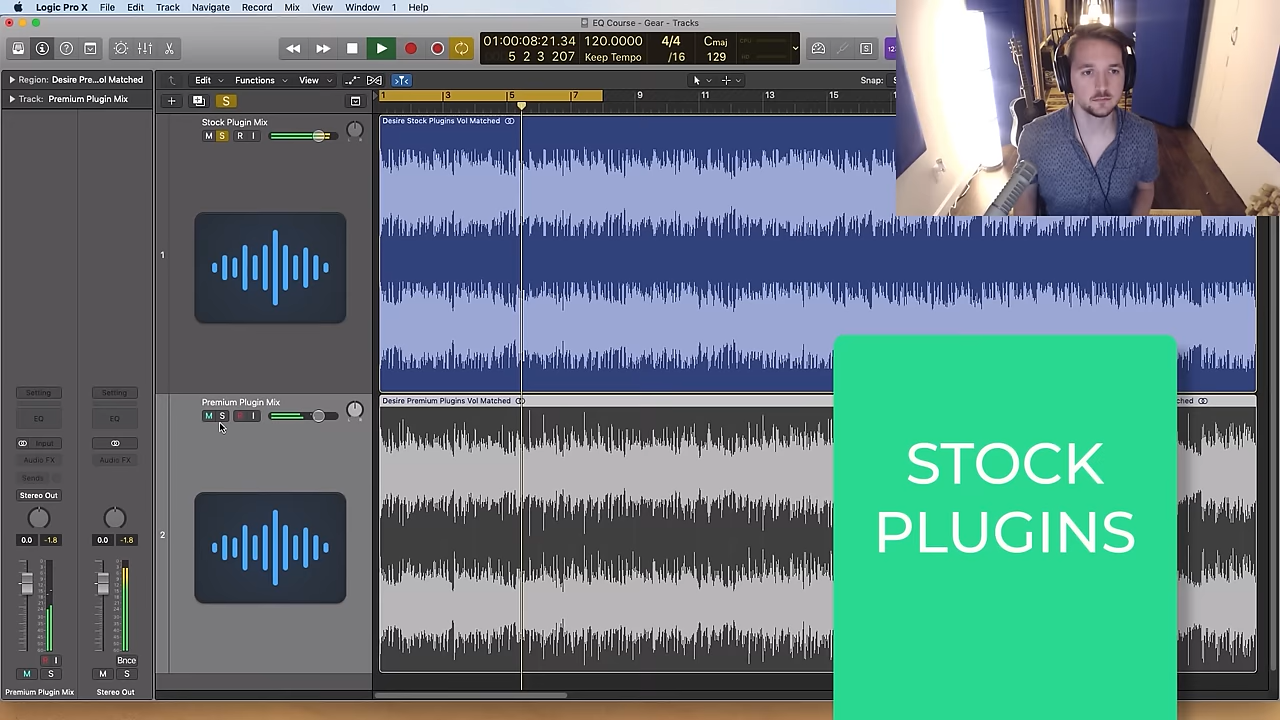 Logic Pro X File Edit Track Navigate Record Mix View Window 1 Help
EQ Course - Gear - Tracks
01:00:08:21.34 120.0000 4/4 Cmaj CPU
5 2 3 207 Keep Tempo /16 129 HD
Region: Desire Pre...ol Matched
Edit Functions View Snap:
Track: Premium Plugin Mix
S
1 3 5 7 9 11 13 15
Stock Plugin Mix
M S R I
Desire Stock Plugins Vol Matched
1
Premium Plugin Mix
M S R I
Desire Premium Plugins Vol Matched
ched
2
Setting Setting
EQ EQ
Input
Audio FX Audio FX
Sends
Stereo Out
0.0 -1.8 0.0 -1.8
R I Bnce
M S M S
Premium Plugin Mix Stereo Out
STOCK
PLUGINS